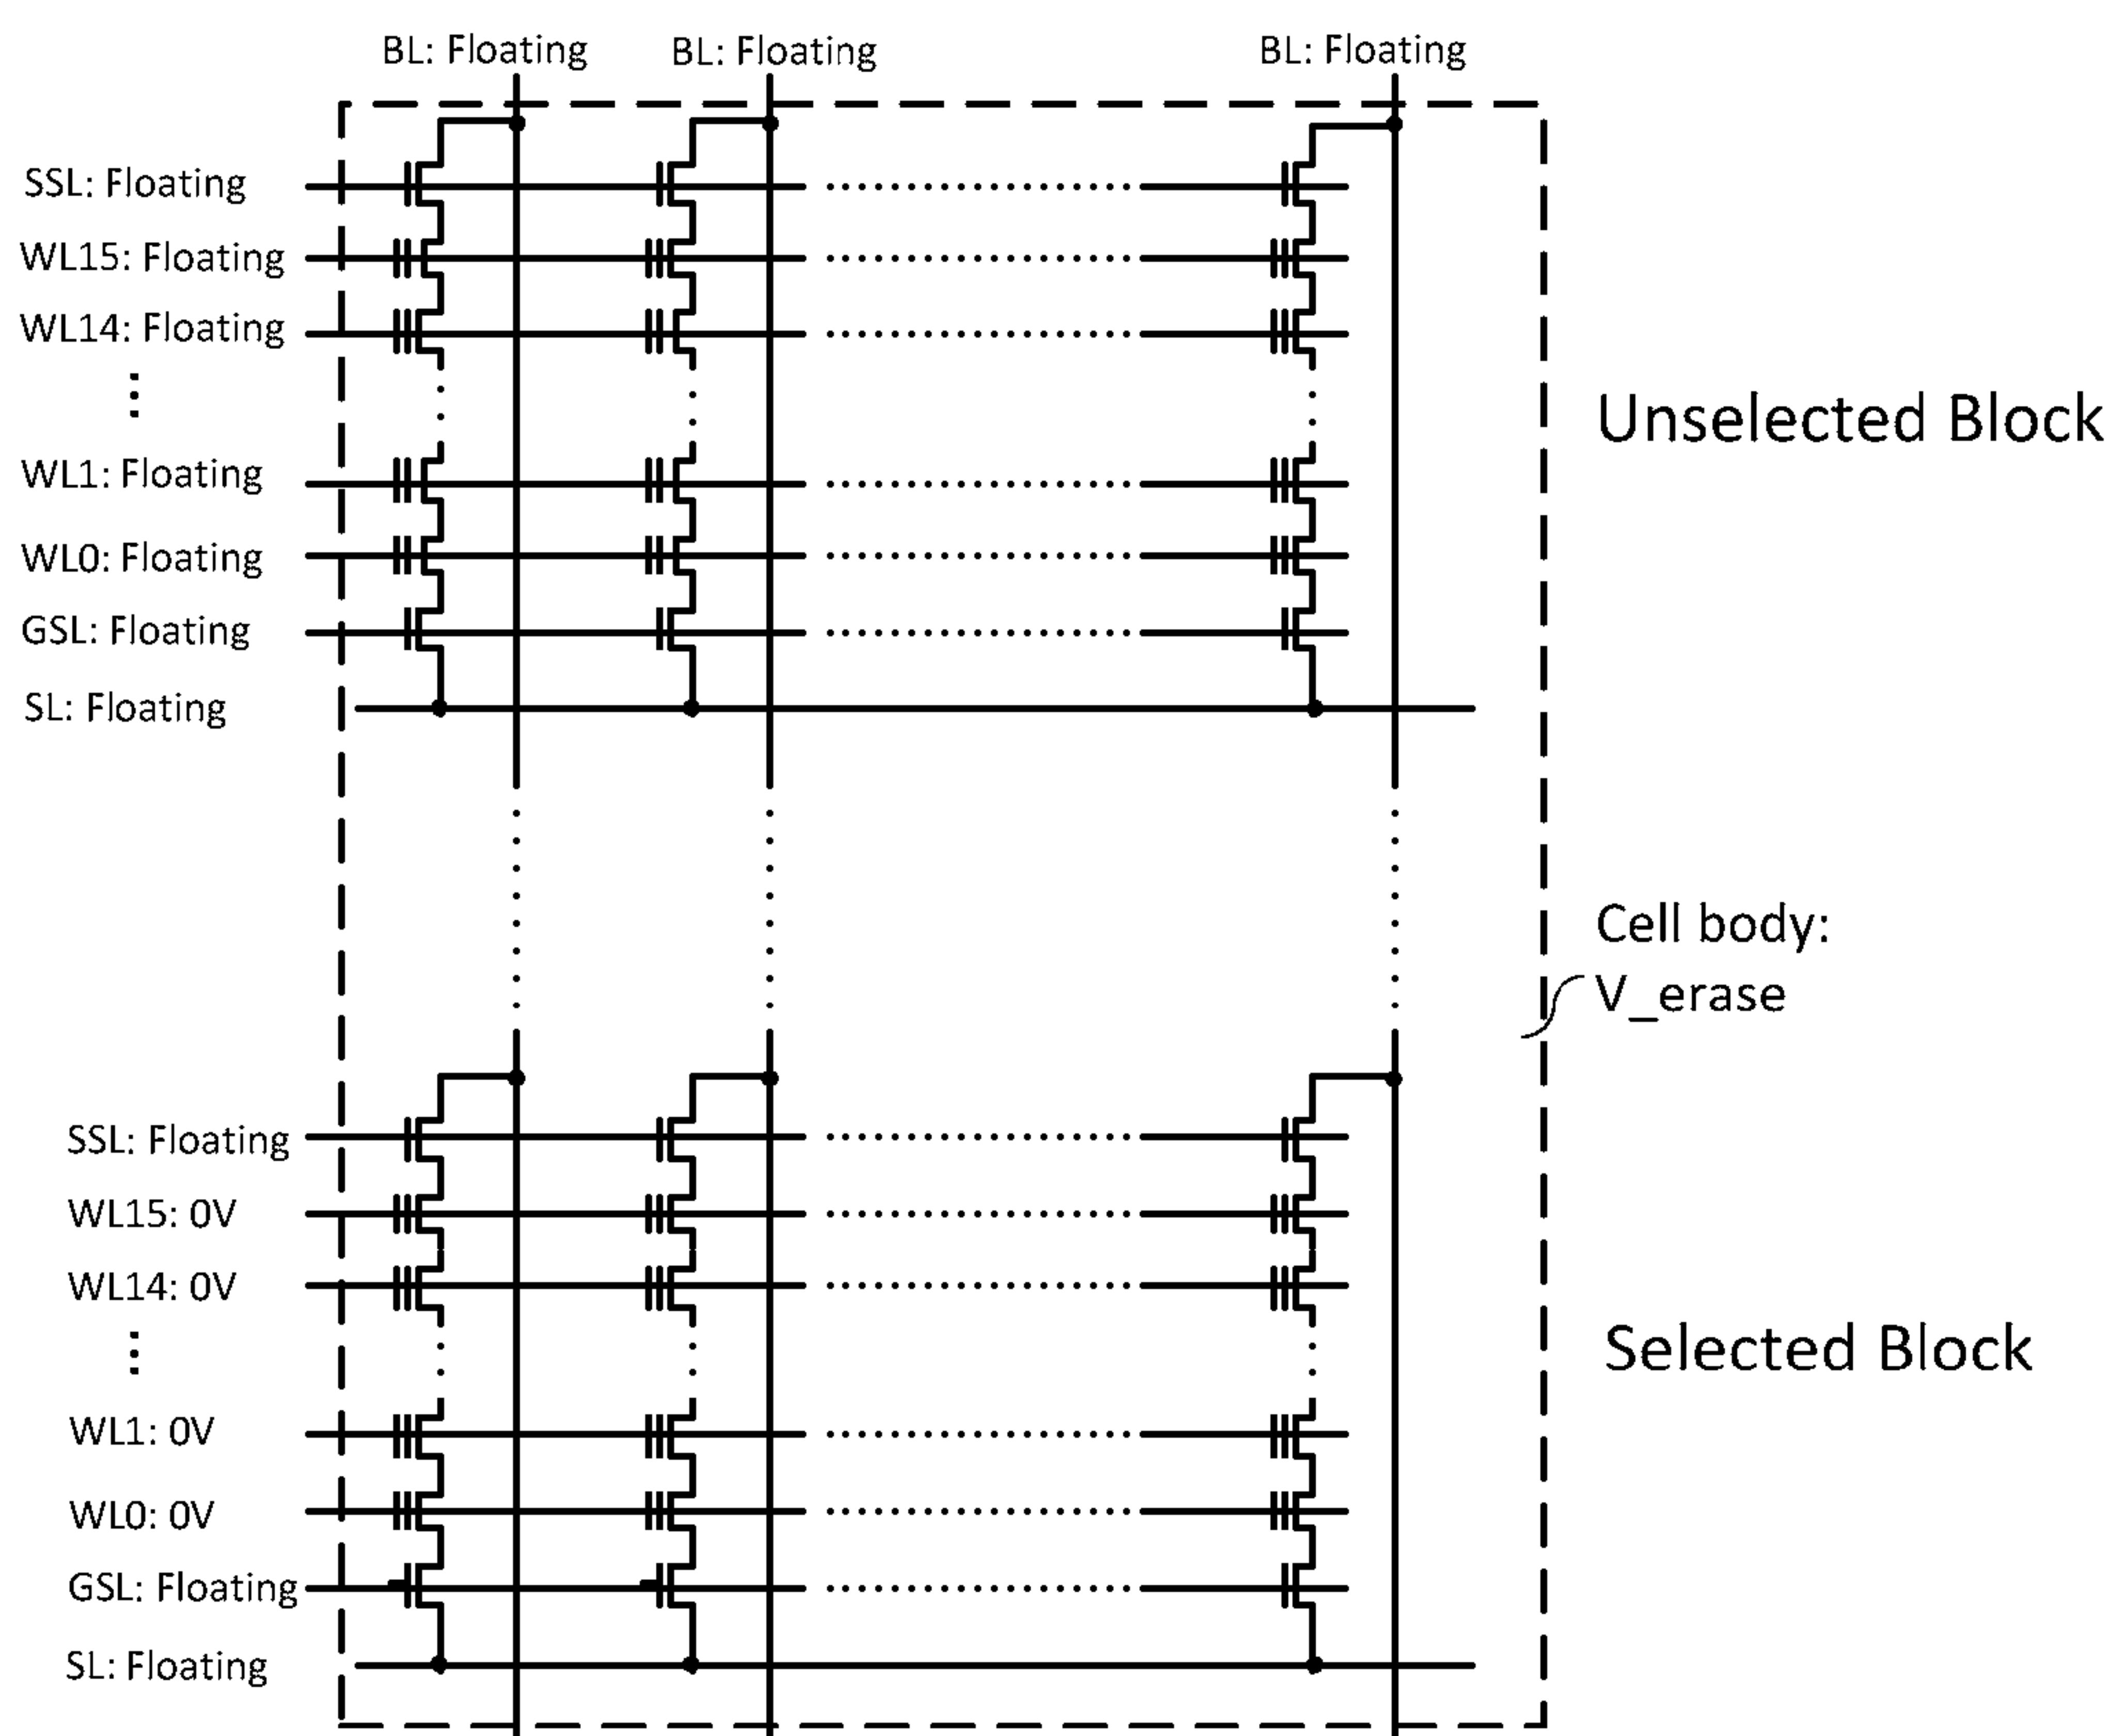 BL: Floating
BL: Floating
BL: Floating
SSL: Floating
WL15: Floating
WL14: Floating
⋮
WL1: Floating
WL0: Floating
GSL: Floating
SL: Floating
Unselected Block
Cell body:
V_erase
SSL: Floating
WL15: 0V
WL14: 0V
⋮
WL1: 0V
WL0: 0V
GSL: Floating
SL: Floating
Selected Block